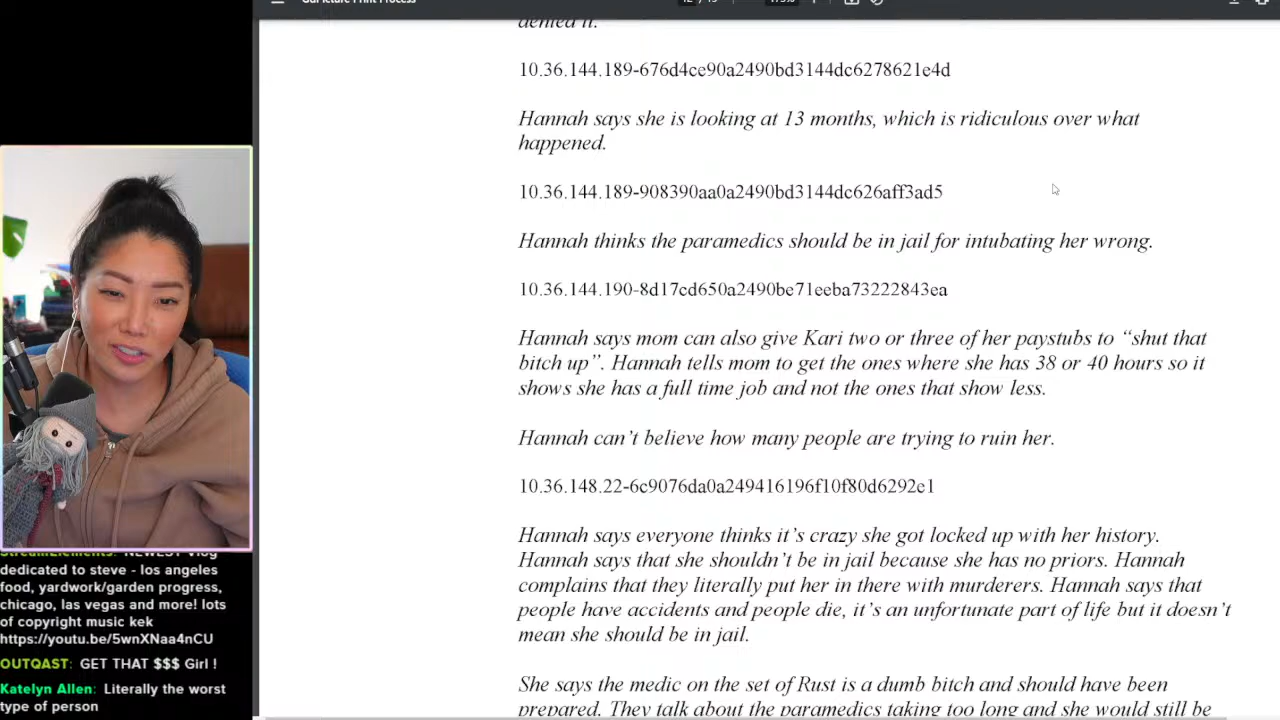 GdPicture Print Process
denied it.
10.36.144.189-676d4ce90a2490bd3144dc6278621e4d
Hannah says she is looking at 13 months, which is ridiculous over what
happened.
10.36.144.189-908390aa0a2490bd3144dc626aff3ad5
Hannah thinks the paramedics should be in jail for intubating her wrong.
10.36.144.190-8d17cd650a2490be71eeba73222843ea
Hannah says mom can also give Kari two or three of her paystubs to “shut that
bitch up”. Hannah tells mom to get the ones where she has 38 or 40 hours so it
shows she has a full time job and not the ones that show less.
Hannah can’t believe how many people are trying to ruin her.
10.36.148.22-6c9076da0a249416196f10f80d6292e1
Hannah says everyone thinks it’s crazy she got locked up with her history.
Hannah says that she shouldn’t be in jail because she has no priors. Hannah
complains that they literally put her in there with murderers. Hannah says that
people have accidents and people die, it’s an unfortunate part of life but it doesn’t
mean she should be in jail.
She says the medic on the set of Rust is a dumb bitch and should have been
prepared. They talk about the paramedics taking too long and she would still be
StreamElements: NEWEST Vlog
dedicated to steve - los angeles
food, yardwork/garden progress,
chicago, las vegas and more! lots
of copyright music kek
https://youtu.be/5wnXNaa4nCU
OUTQAST: GET THAT $$$ Girl !
Katelyn Allen: Literally the worst
type of person